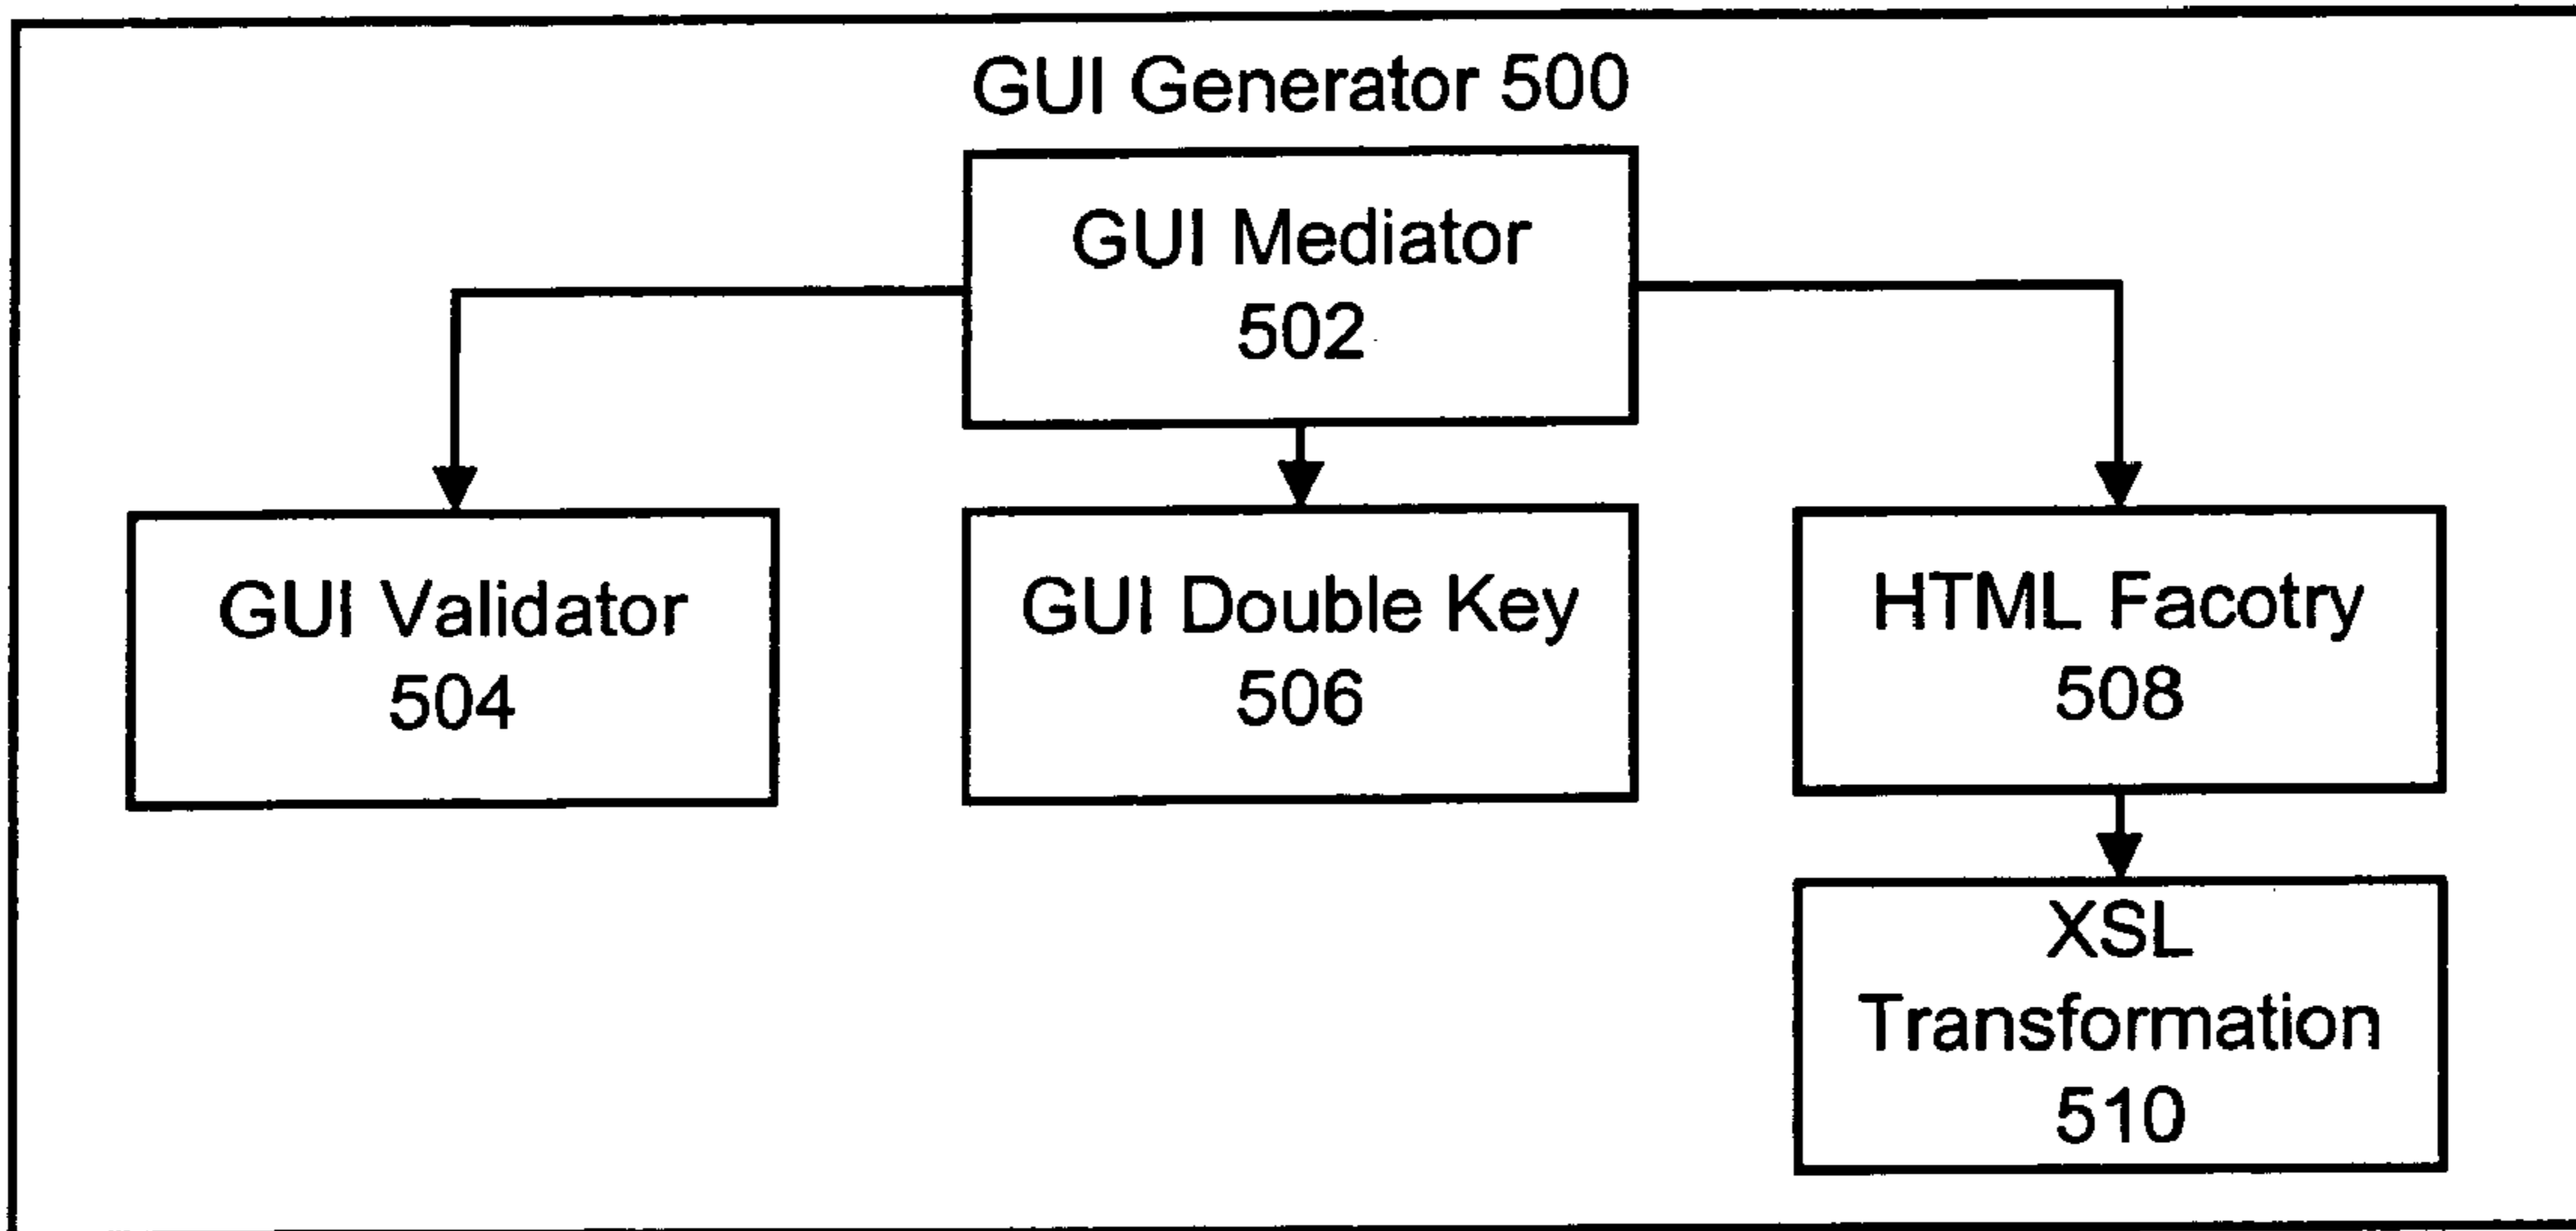 GUI Generator 500
GUI Mediator
502
GUI Validator
504
GUI Double Key
506
HTML Facotry
508
XSL
Transformation
510